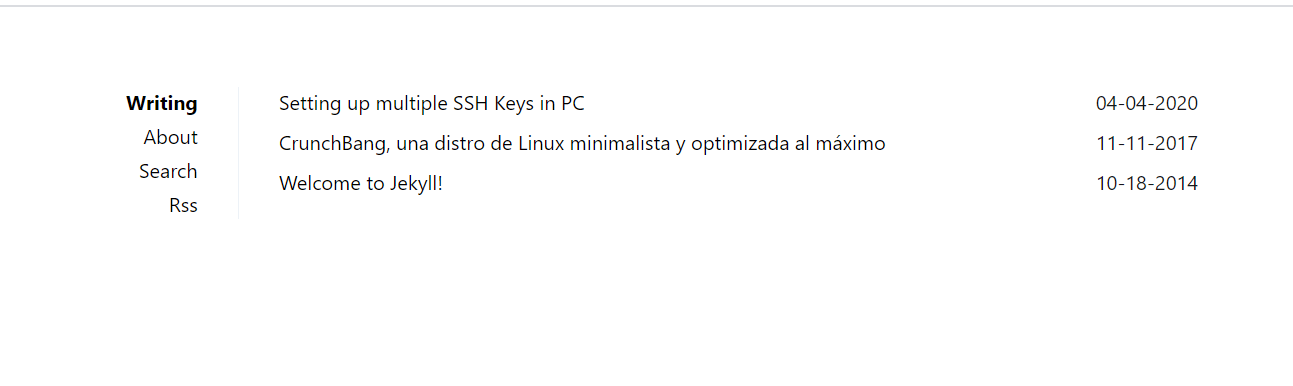 Writing
About
Search
Rss
Setting up multiple SSH Keys in PC 04-04-2020
CrunchBang, una distro de Linux minimalista y optimizada al máximo 11-11-2017
Welcome to Jekyll! 10-18-2014